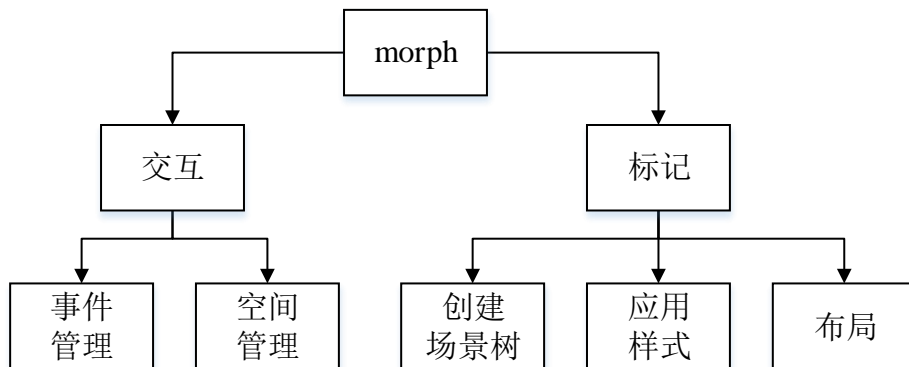 morph
交互
标记
事件
管理
空间
管理
创建
场景树
应用
样式
布局